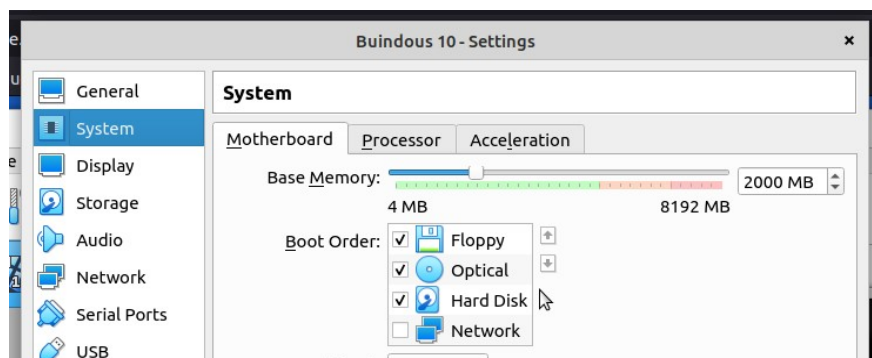 Buindous 10 - Settings
General
System
Display
Storage
Audio
Network
Serial Ports
USB
System
Motherboard Processor Acceleration
Base Memory: 2000 MB
4 MB 8192 MB
Boot Order: Floppy
Optical
Hard Disk
Network